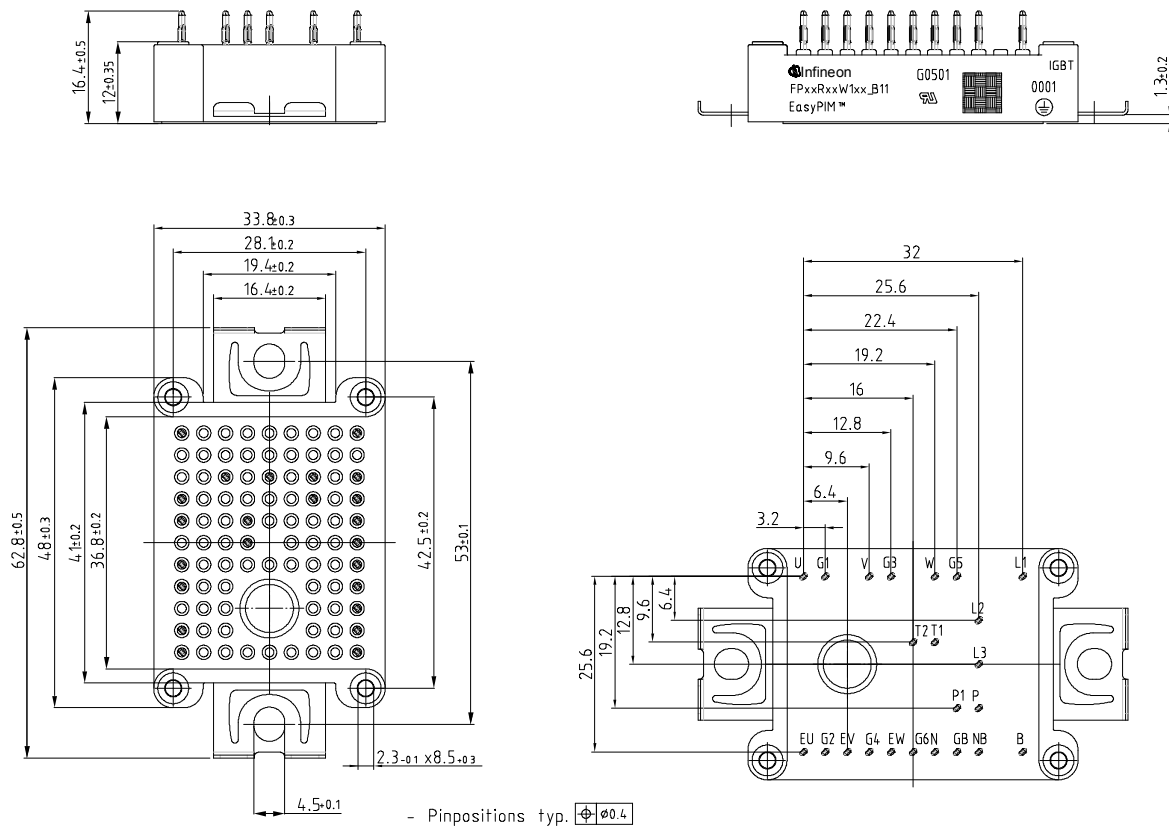 16.4±0.5
12±0.35
Infineon
FPxxRxxW1xx_B11
EasyPIM™
G0501
IGBT
0001
1.3±0.2
33.8±0.3
28.1±0.2
19.4±0.2
16.4±0.2
62.8±0.5
48±0.3
41±0.2
36.8±0.2
42.5±0.2
53±0.1
2.3-0.1 x8.5+0.3
4.5+0.1
32
25.6
22.4
19.2
16
12.8
9.6
6.4
3.2
U G1 V G3 W G5 L1
25.6
19.2
12.8
9.6
6.4
L2
T2 T1
L3
P1 P
EU G2 EV G4 EW G6 N GB NB B
- Pinpositions typ. ⌖ ⌀0.4